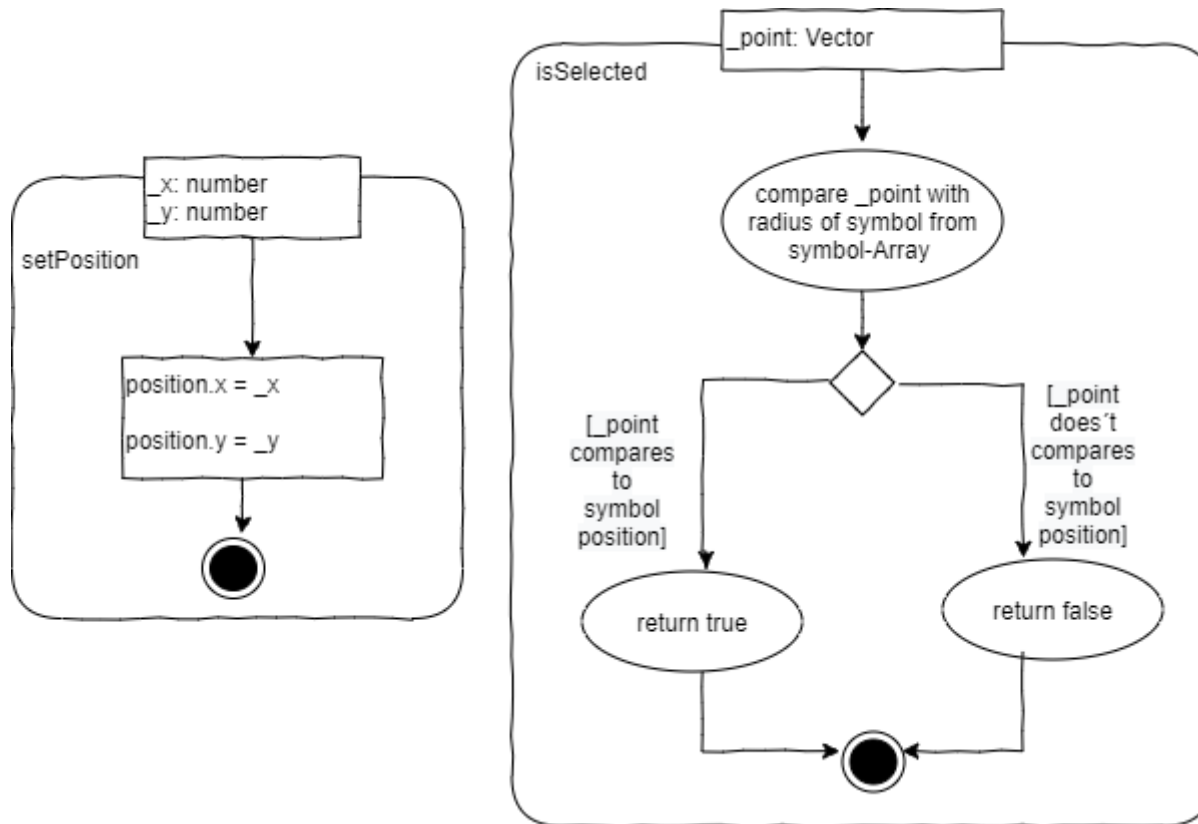 _x: number
_y: number
setPosition
position.x = _x
position.y = _y
_point: Vector
isSelected
compare _point with
radius of symbol from
symbol-Array
[_point
compares
to
symbol
position]
[_point
does´t
compares
to
symbol
position]
return true
return false